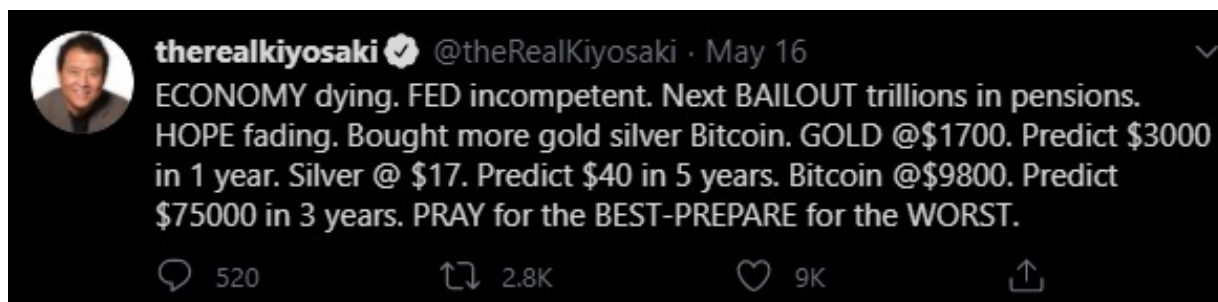 therealkiyosaki @theRealKiyosaki · May 16
ECONOMY dying. FED incompetent. Next BAILOUT trillions in pensions.
HOPE fading. Bought more gold silver Bitcoin. GOLD @$1700. Predict $3000
in 1 year. Silver @ $17. Predict $40 in 5 years. Bitcoin @$9800. Predict
$75000 in 3 years. PRAY for the BEST-PREPARE for the WORST.
520 2.8K 9K